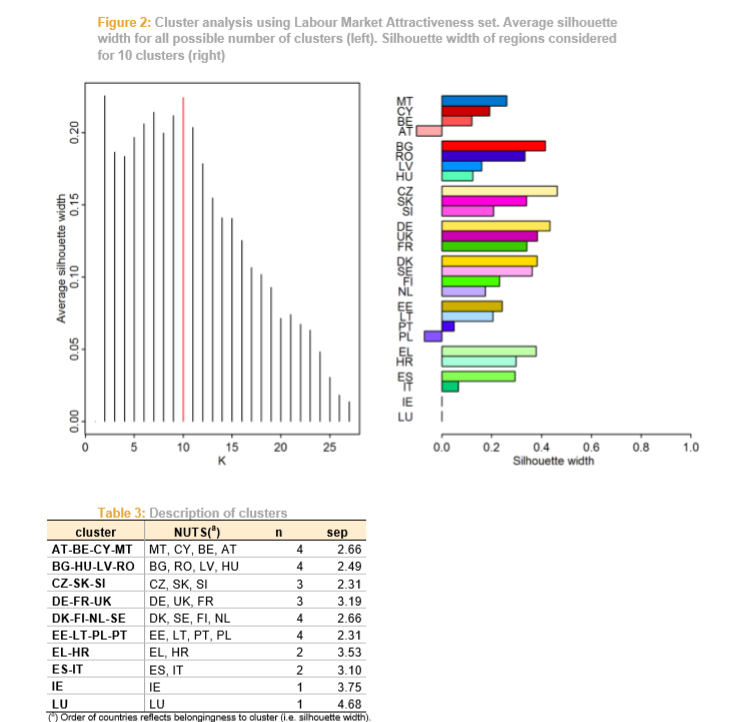 Figure 2: Cluster analysis using Labour Market Attractiveness set. Average silhouette
width for all possible number of clusters (left). Silhouette width of regions considered
for 10 clusters (right)
Average silhouette width
0.20
0.15
0.10
0.05
0.00
0 5 10 15 20 25
K
MT
CY
BE
AT
BG
RO
LV
HU
CZ
SK
SI
DE
UK
FR
DK
SE
FI
NL
EE
LT
PT
PL
EL
HR
ES
IT
IE
LU
0.0 0.2 0.4 0.6 0.8 1.0
Silhouette width
Table 3: Description of clusters
cluster NUTS(ª) n sep
AT-BE-CY-MT MT, CY, BE, AT 4 2.66
BG-HU-LV-RO BG, RO, LV, HU 4 2.49
CZ-SK-SI CZ, SK, SI 3 2.31
DE-FR-UK DE, UK, FR 3 3.19
DK-FI-NL-SE DK, SE, FI, NL 4 2.66
EE-LT-PL-PT EE, LT, PT, PL 4 2.31
EL-HR EL, HR 2 3.53
ES-IT ES, IT 2 3.10
IE IE 1 3.75
LU LU 1 4.68
(ª) Order of countries reflects belongingness to cluster (i.e. silhouette width).